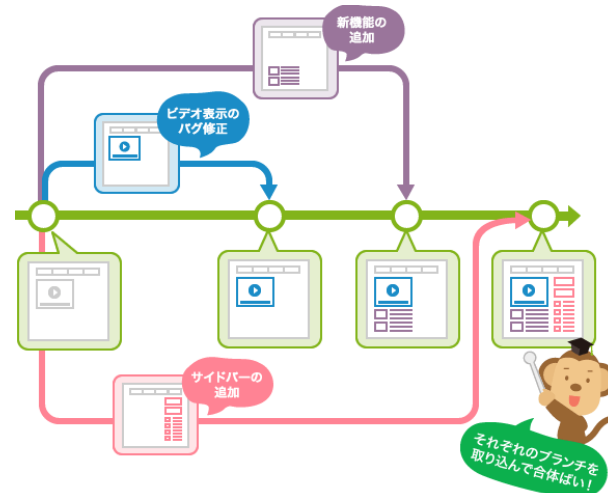 新機能の
追加
ビデオ表示の
バグ修正
サイドバーの
追加
それぞれのブランチを
取り込んで合体ばい!